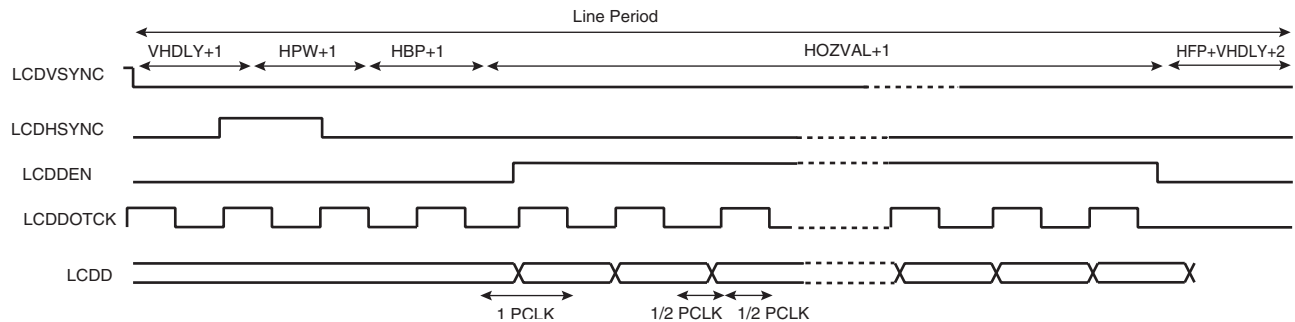 Line Period
VHDLY+1 HPW+1 HBP+1 HOZVAL+1 HFP+VHDLY+2
LCDVSYNC
LCDHSYNC
LCDDEN
LCDDOTCK
LCDD
1 PCLK 1/2 PCLK 1/2 PCLK